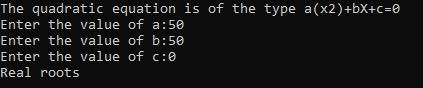 The quadratic equation is of the type a(x2)+bX+c=0
Enter the value of a:50
Enter the value of b:50
Enter the value of c:0
Real roots